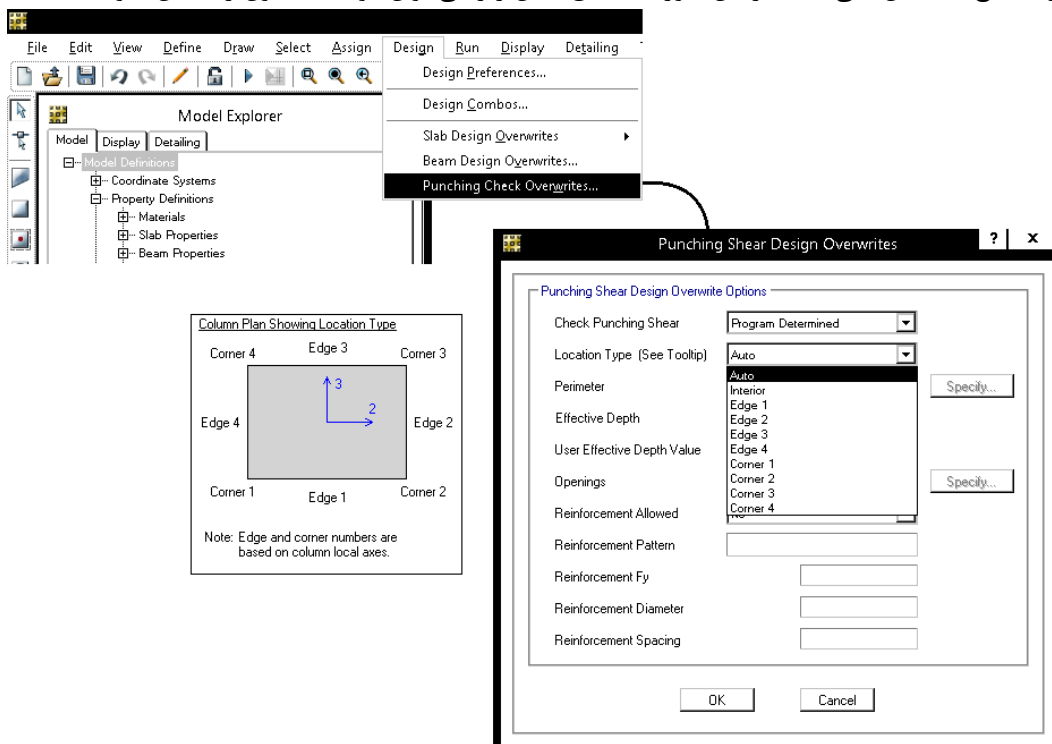 File Edit View Define Draw Select Assign Design Run Display Detailing
Design Preferences...
Design Combos...
Slab Design Overwrites
Beam Design Overwrites...
Punching Check Overwrites...
Model Explorer
Model Display Detailing
Model Definitions
Coordinate Systems
Property Definitions
Materials
Slab Properties
Beam Properties
Column Plan Showing Location Type
Corner 4 Edge 3 Corner 3
3
2
Edge 4 Edge 2
Corner 1 Edge 1 Corner 2
Note: Edge and corner numbers are
based on column local axes.
Punching Shear Design Overwrites ? x
Punching Shear Design Overwrite Options
Check Punching Shear Program Determined
Location Type (See Tooltip) Auto
Auto
Interior
Edge 1
Edge 2
Edge 3
Edge 4
Corner 1
Corner 2
Corner 3
Corner 4
Perimeter Specify...
Effective Depth
User Effective Depth Value
Openings Specify...
Reinforcement Allowed
Reinforcement Pattern
Reinforcement Fy
Reinforcement Diameter
Reinforcement Spacing
OK Cancel